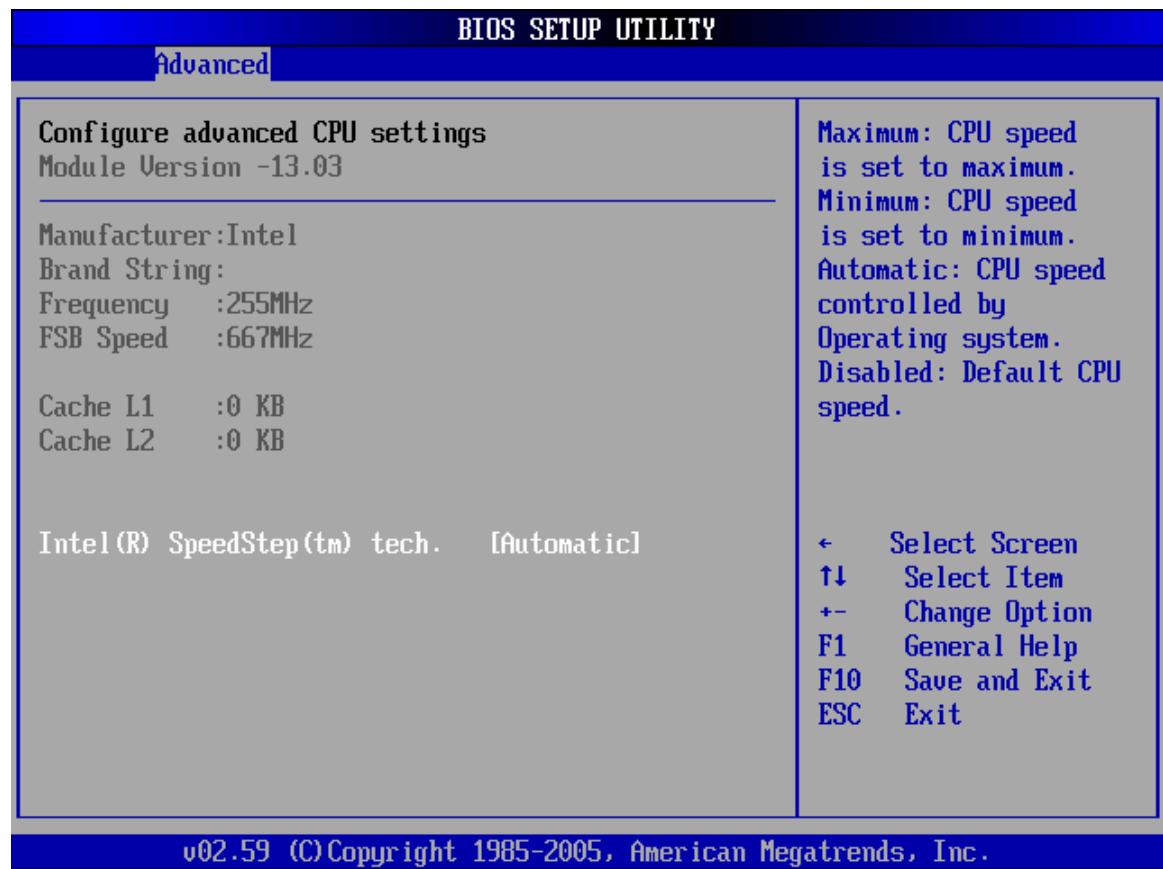 BIOS SETUP UTILITY
Advanced
Configure advanced CPU settings
Module Version -13.03
Manufacturer:Intel
Brand String:
Frequency :255MHz
FSB Speed :667MHz
Cache L1 :0 KB
Cache L2 :0 KB
Intel(R) SpeedStep(tm) tech. [Automatic]
Maximum: CPU speed
is set to maximum.
Minimum: CPU speed
is set to minimum.
Automatic: CPU speed
controlled by
Operating system.
Disabled: Default CPU
speed.
← Select Screen
↑↓ Select Item
+- Change Option
F1 General Help
F10 Save and Exit
ESC Exit
v02.59 (C)Copyright 1985-2005, American Megatrends, Inc.